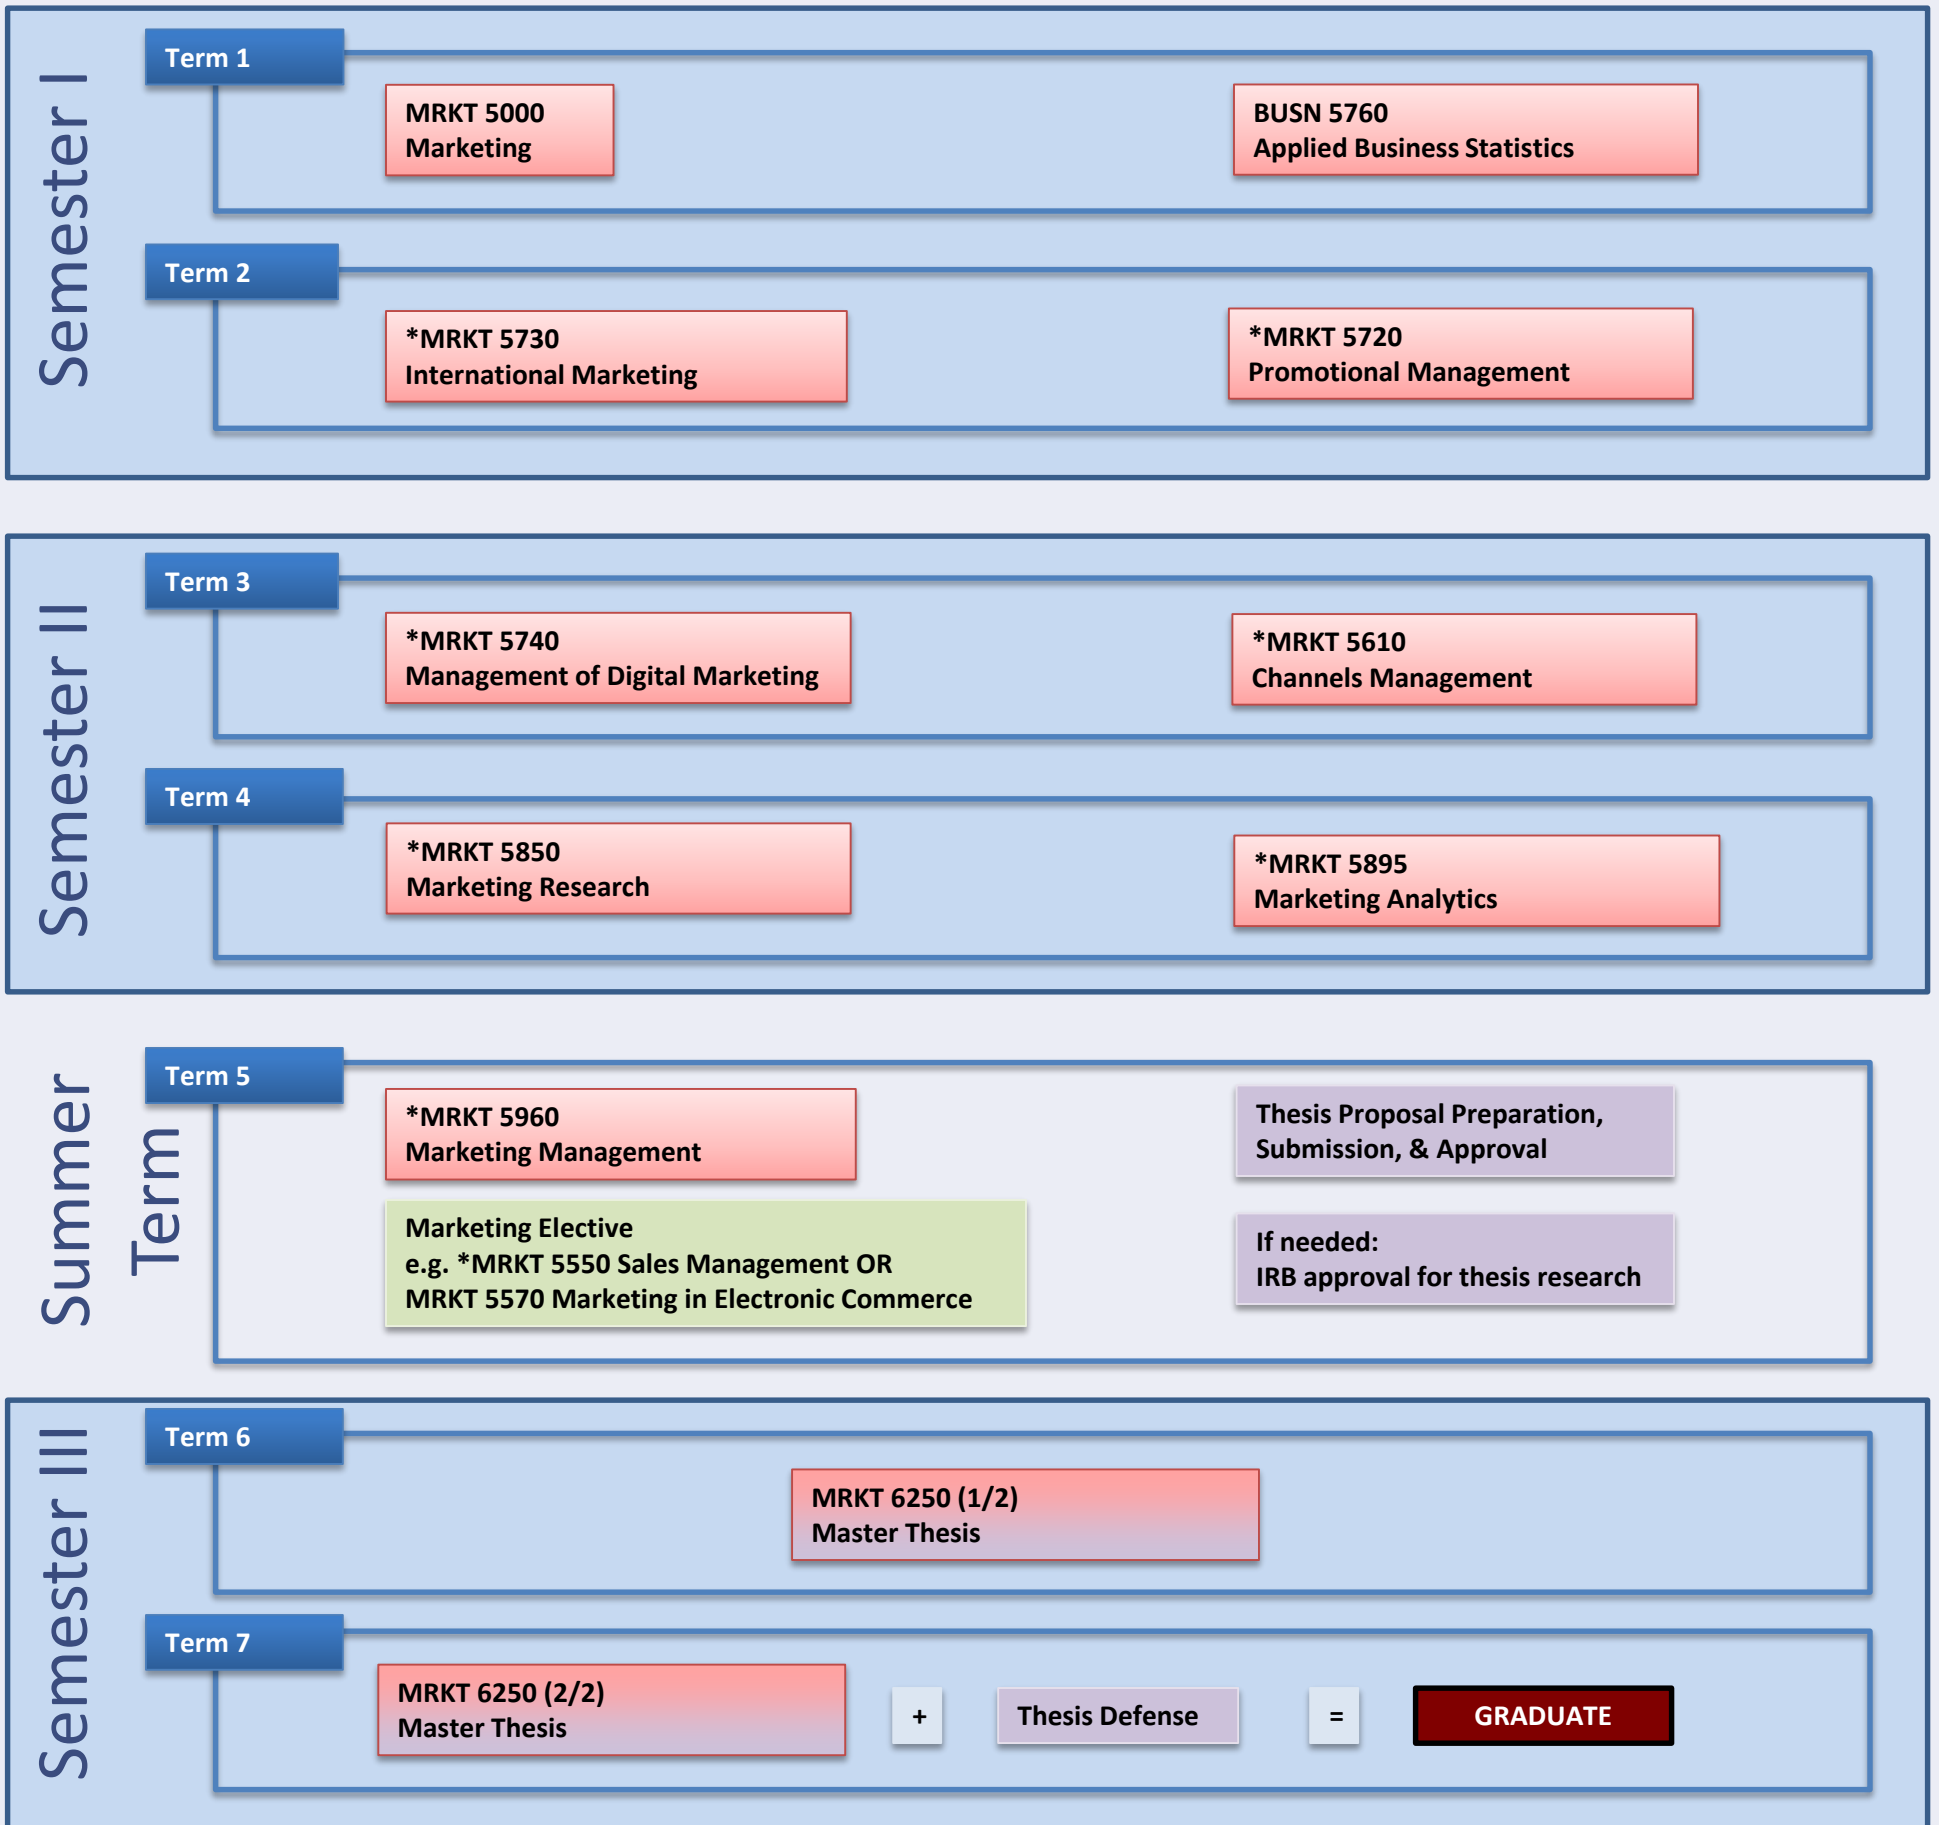 Semester I
Term 1
MRKT 5000
Marketing
BUSN 5760
Applied Business Statistics
Term 2
*MRKT 5730
International Marketing
*MRKT 5720
Promotional Management
Semester II
Term 3
*MRKT 5740
Management of Digital Marketing
*MRKT 5610
Channels Management
Term 4
*MRKT 5850
Marketing Research
*MRKT 5895
Marketing Analytics
Summer
Term
Term 5
*MRKT 5960
Marketing Management
Thesis Proposal Preparation,
Submission, & Approval
Marketing Elective
e.g. *MRKT 5550 Sales Management OR
MRKT 5570 Marketing in Electronic Commerce
If needed:
IRB approval for thesis research
Semester III
Term 6
MRKT 6250 (1/2)
Master Thesis
Term 7
MRKT 6250 (2/2)
Master Thesis
+
Thesis Defense
=
GRADUATE